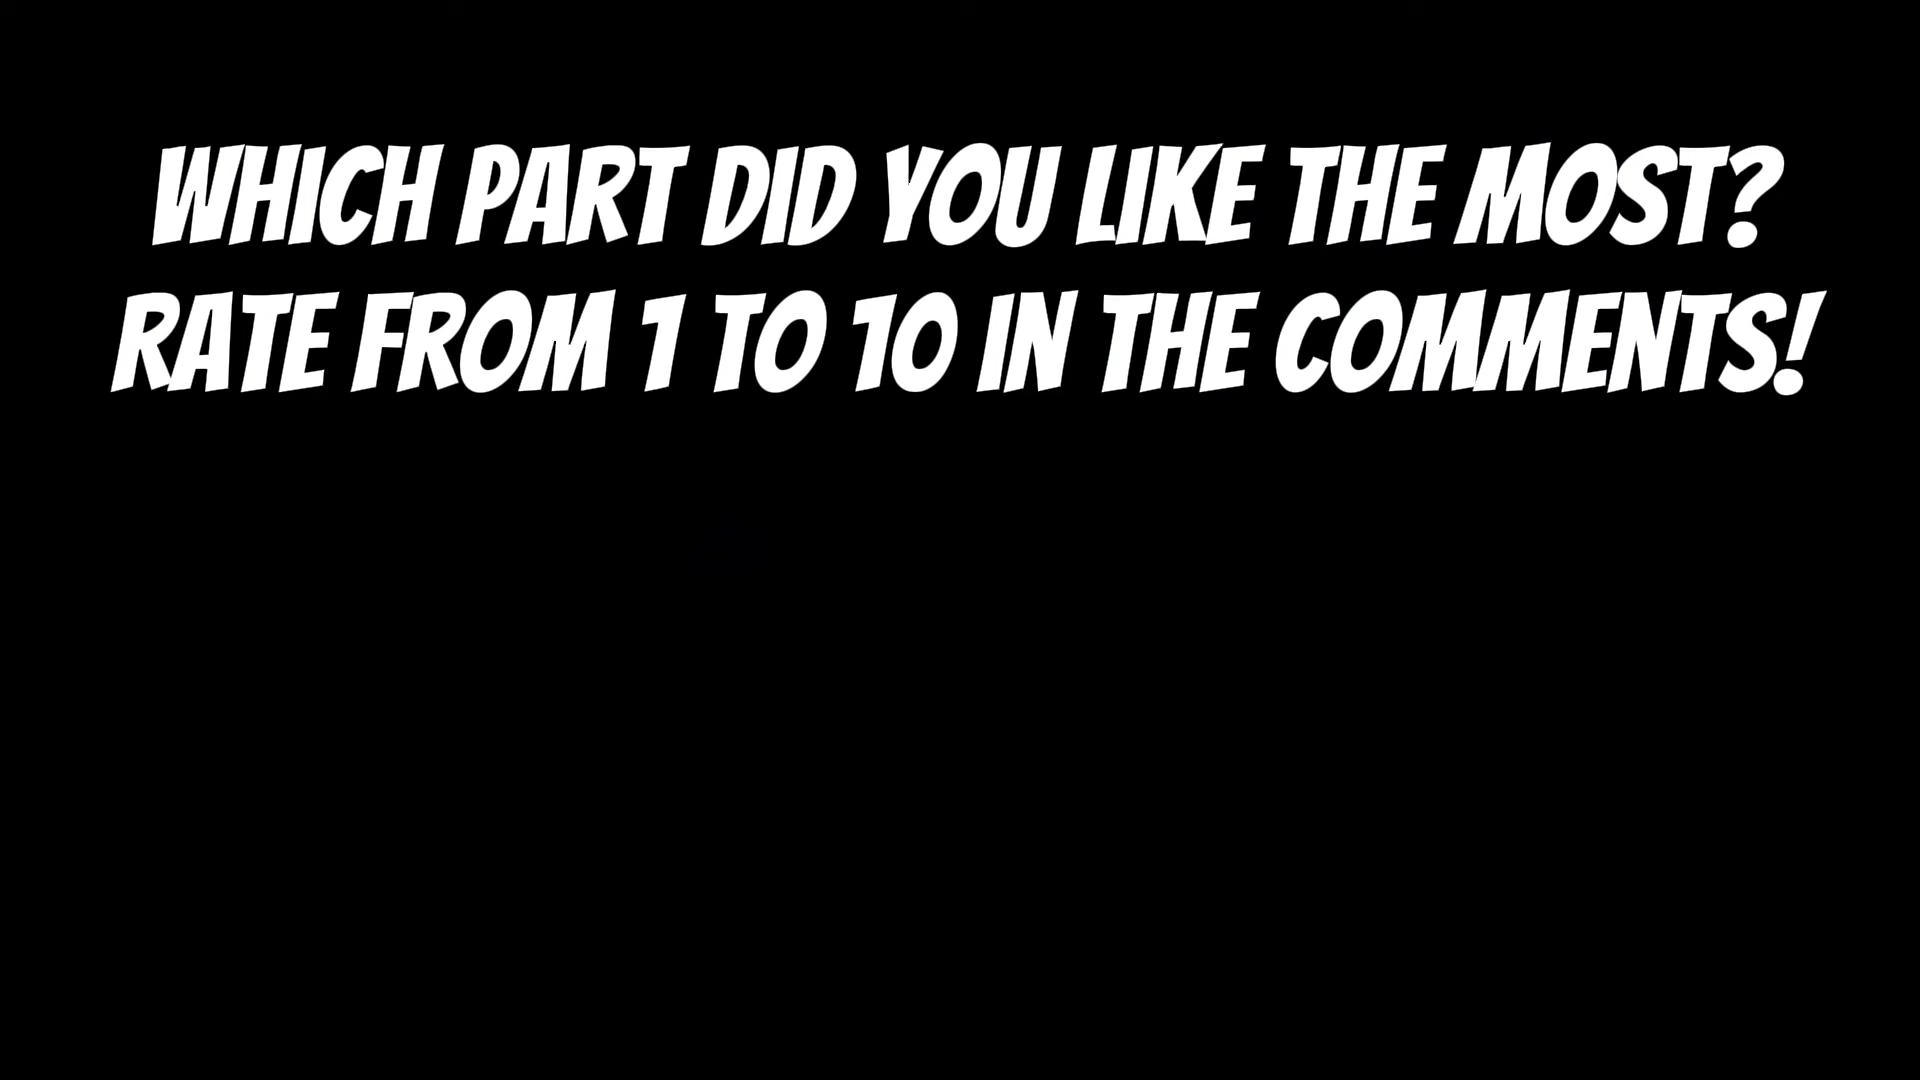 WHICH PART DID YOU LIKE THE MOST?
RATE FROM 1 TO 10 IN THE COMMENTS!